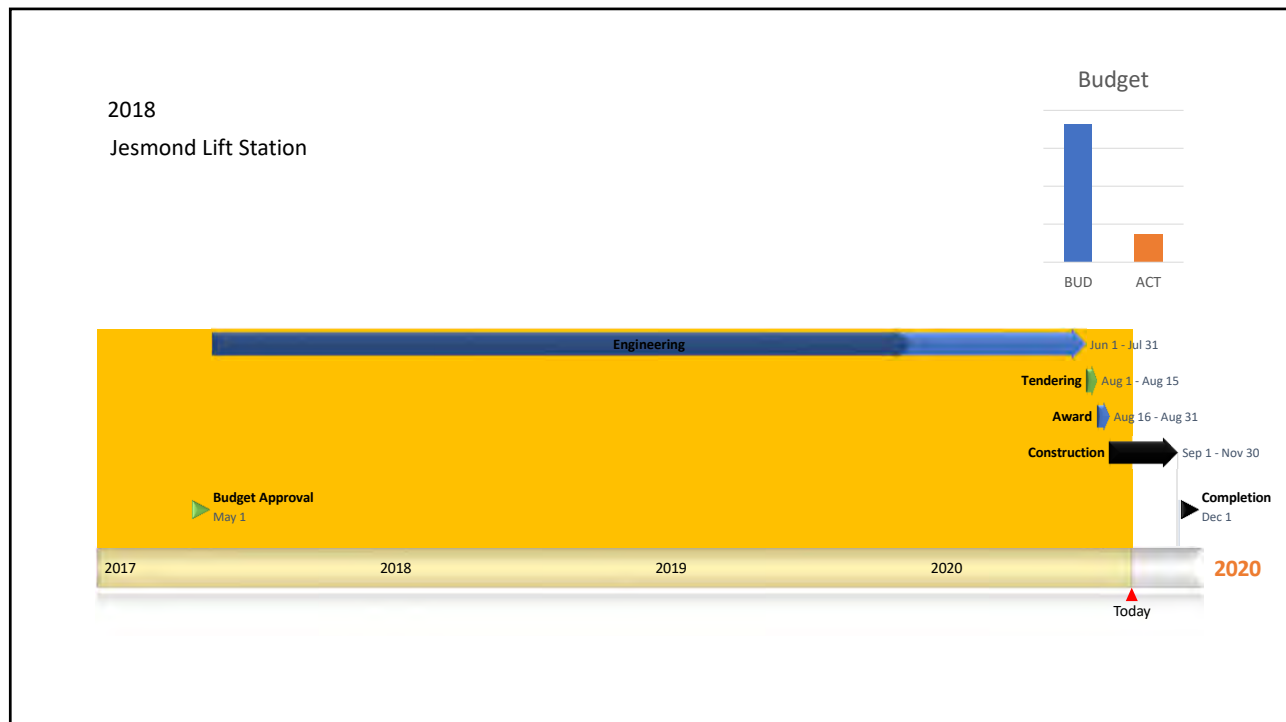 2018
Jesmond Lift Station
Budget
BUD ACT
Engineering Jun 1 - Jul 31
Tendering Aug 1 - Aug 15
Award Aug 16 - Aug 31
Construction Sep 1 - Nov 30
Budget Approval
May 1
Completion
Dec 1
2017 2018 2019 2020 2020
Today